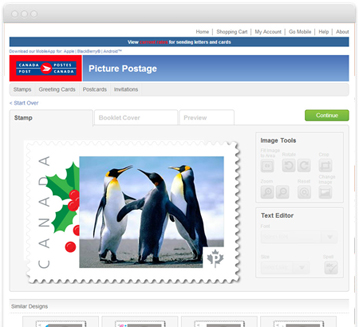 Home | Shopping Cart | My Account | Go Mobile | Help | About
View for sending letters and cards
Download our MobileApp for: Apple | BlackBerry® | Android™
CANADA POSTES
POST CANADA
Picture Postage
Stamps Greeting Cards Postcards Invitations
< Start Over
Stamp Booklet Cover Preview Continue
CANADA
Image Tools
Text Editor
Font
Size
Similar Designs